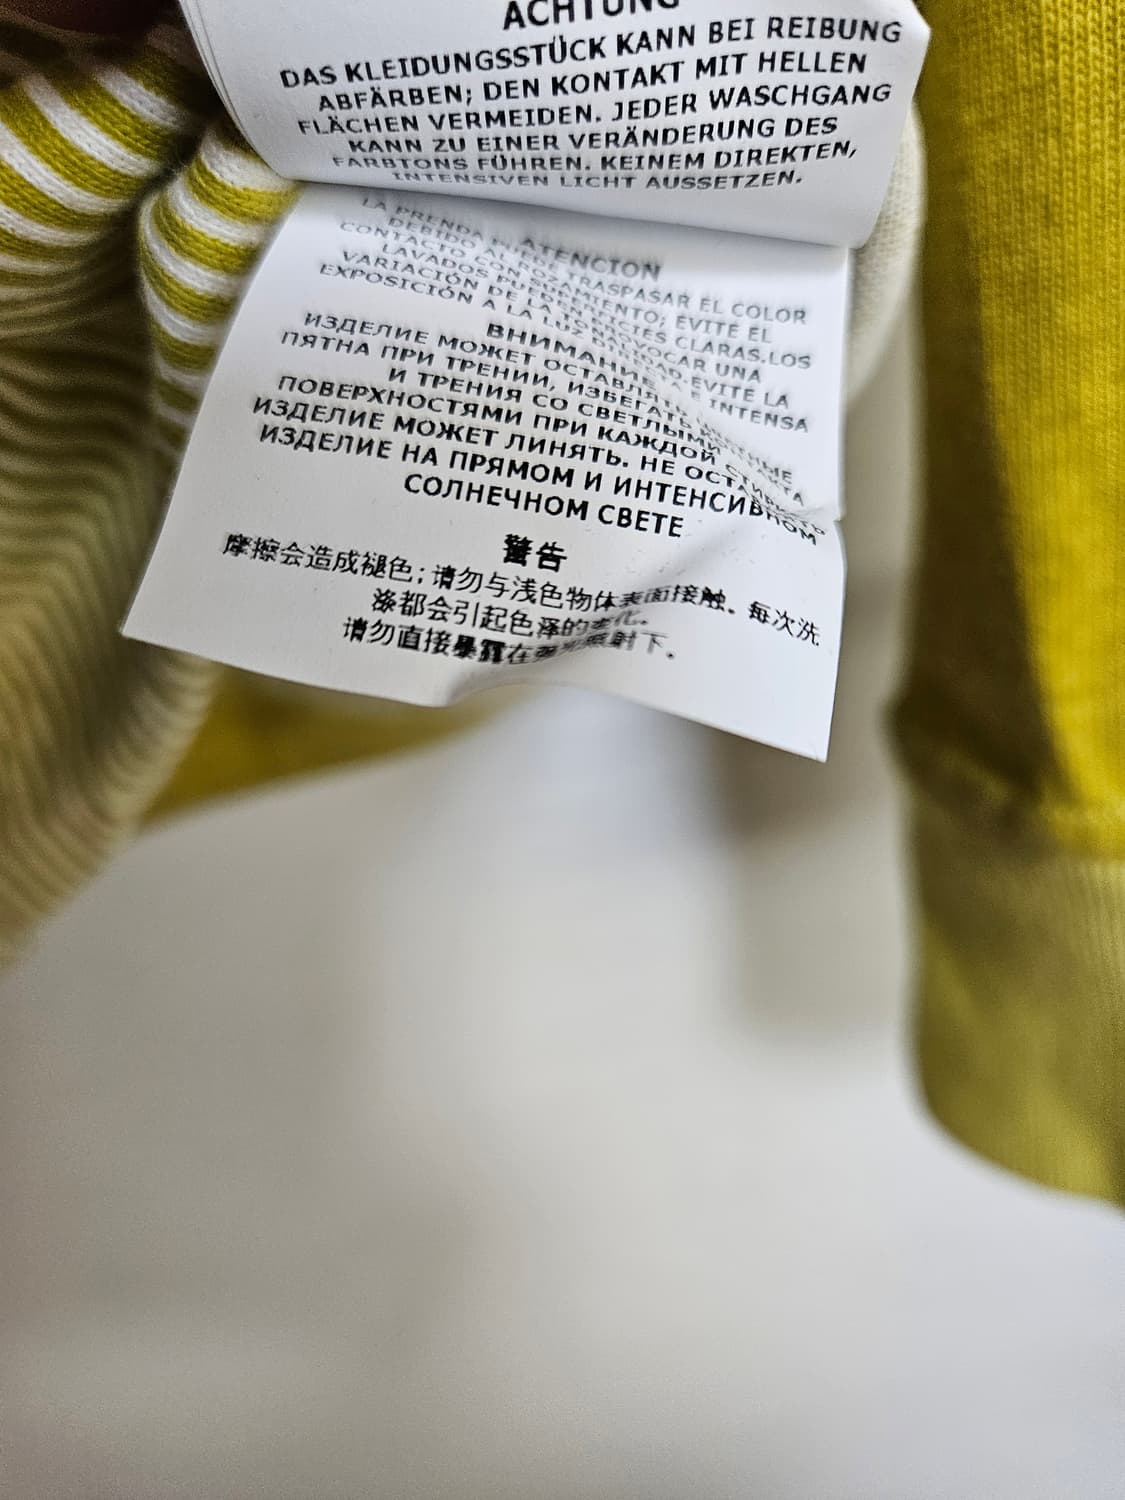 ACHTUNG
DAS KLEIDUNGSSTÜCK KANN BEI REIBUNG
ABFÄRBEN; DEN KONTAKT MIT HELLEN
FLÄCHEN VERMEIDEN. JEDER WASCHGANG
KANN ZU EINER VERÄNDERUNG DES
FARBTONS FÜHREN. KEINEM DIREKTEN,
INTENSIVEN LICHT AUSSETZEN.
ATENCION
LA PRENDA PUEDE TRASPASAR EL COLOR
DEBIDO AL ROZAMIENTO; EVITE EL
CONTACTO CON CLARAS.LOS
LAVADOS PUEDEN PROVOCAR UNA
VARIACIÓN DE LA EVITE LA
EXPOSICIÓN A LA LUZ INTENSA
ВНИМАНИЕ
ИЗДЕЛИЕ МОЖЕТ ОСТАВЛЯТЬ
ПЯТНА ПРИ ТРЕНИИ, ИЗБЕГАТЬ
И ТРЕНИЯ СО СВЕТЛЫМИ
ПОВЕРХНОСТЯМИ ПРИ КАЖДОЙ
ИЗДЕЛИЕ МОЖЕТ ЛИНЯТЬ. НЕ ОСТАВЛЯТЬ
ИЗДЕЛИЕ НА ПРЯМОМ И ИНТЕНСИВНОМ
СОЛНЕЧНОМ СВЕТЕ
警告
摩擦会造成褪色; 请勿与浅色物体表面接触。每次洗
涤都会引起色泽的变化.
请勿直接暴露在强光照射下。